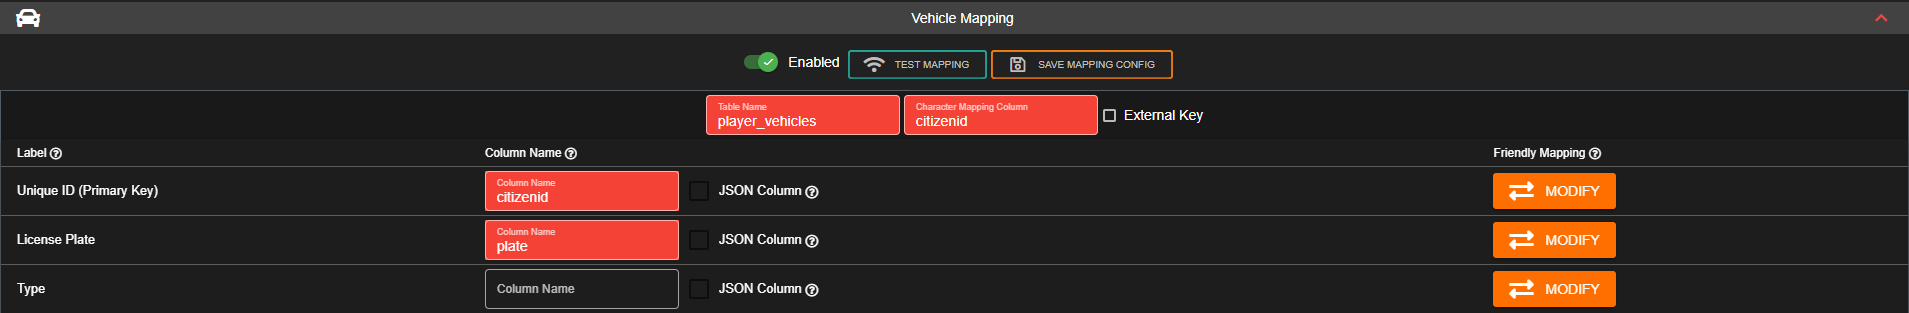 Vehicle Mapping
Enabled TEST MAPPING SAVE MAPPING CONFIG
Table Name Character Mapping Column
player_vehicles citizenid External Key
Label Column Name Friendly Mapping
Column Name
Unique ID (Primary Key) citizenid JSON Column MODIFY
Column Name
License Plate plate JSON Column MODIFY
Type Column Name JSON Column MODIFY